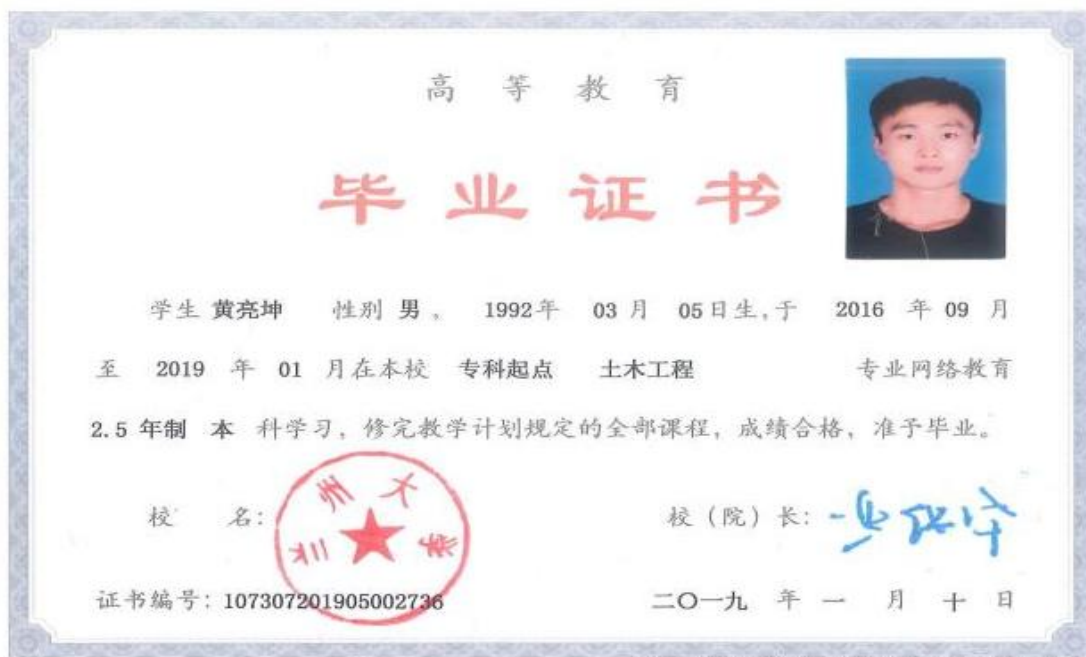 高等教育
毕业证书
学生 黄亮坤 性别 男 , 1992年 03 月 05日生,于 2016 年 09 月
至 2019 年 01 月在本校 专科起点 土木工程 专业网络教育
2.5 年制 本 科学习, 修完教学计划规定的全部课程, 成绩合格, 准予毕业。
校 名: 兰州大学 校(院)长:
证书编号: 107307201905002736 二〇一九 年 一 月 十 日